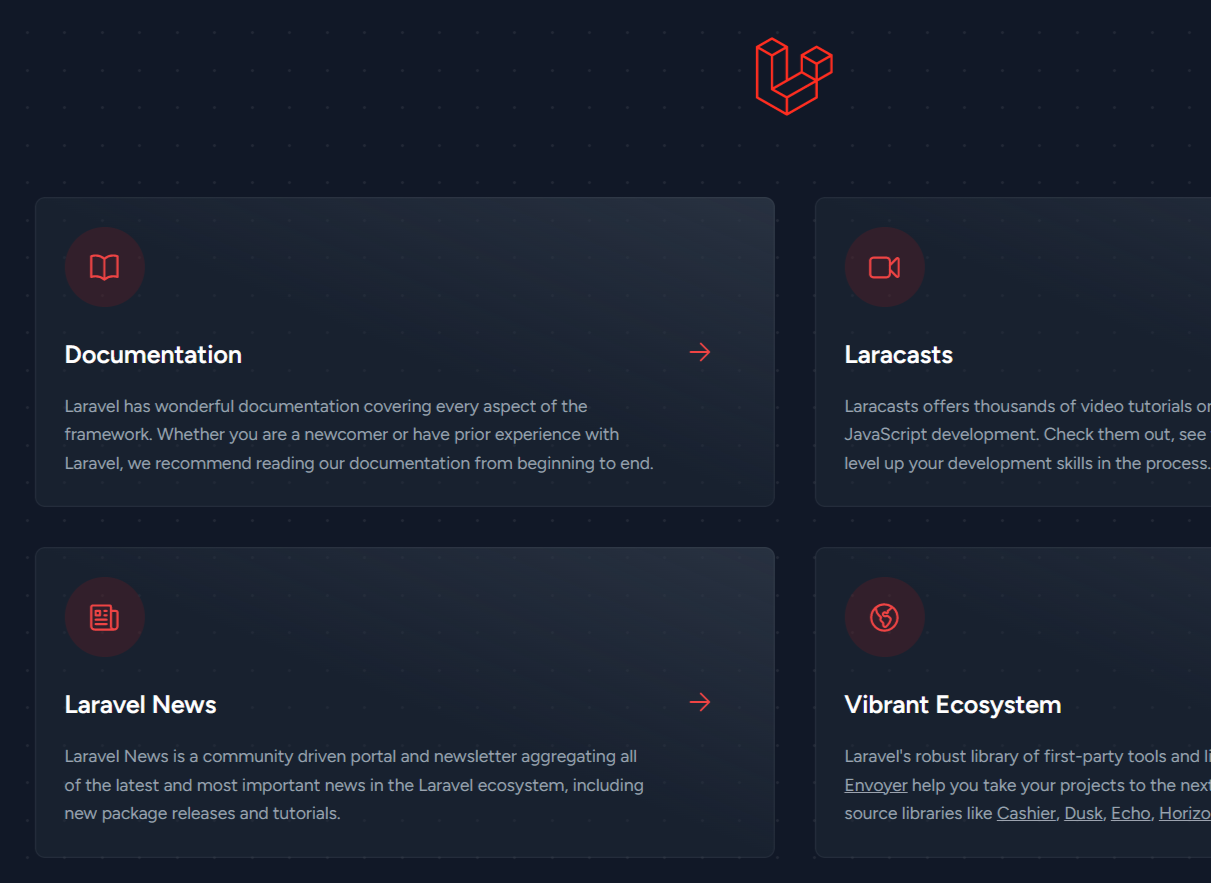 Documentation
Laravel has wonderful documentation covering every aspect of the
framework. Whether you are a newcomer or have prior experience with
Laravel, we recommend reading our documentation from beginning to end.
Laracasts
Laracasts offers thousands of video tutorials on
JavaScript development. Check them out, see
level up your development skills in the process.
Laravel News
Laravel News is a community driven portal and newsletter aggregating all
of the latest and most important news in the Laravel ecosystem, including
new package releases and tutorials.
Vibrant Ecosystem
Laravel's robust library of first-party tools and li
Envoyer help you take your projects to the next
source libraries like Cashier, Dusk, Echo, Horizo